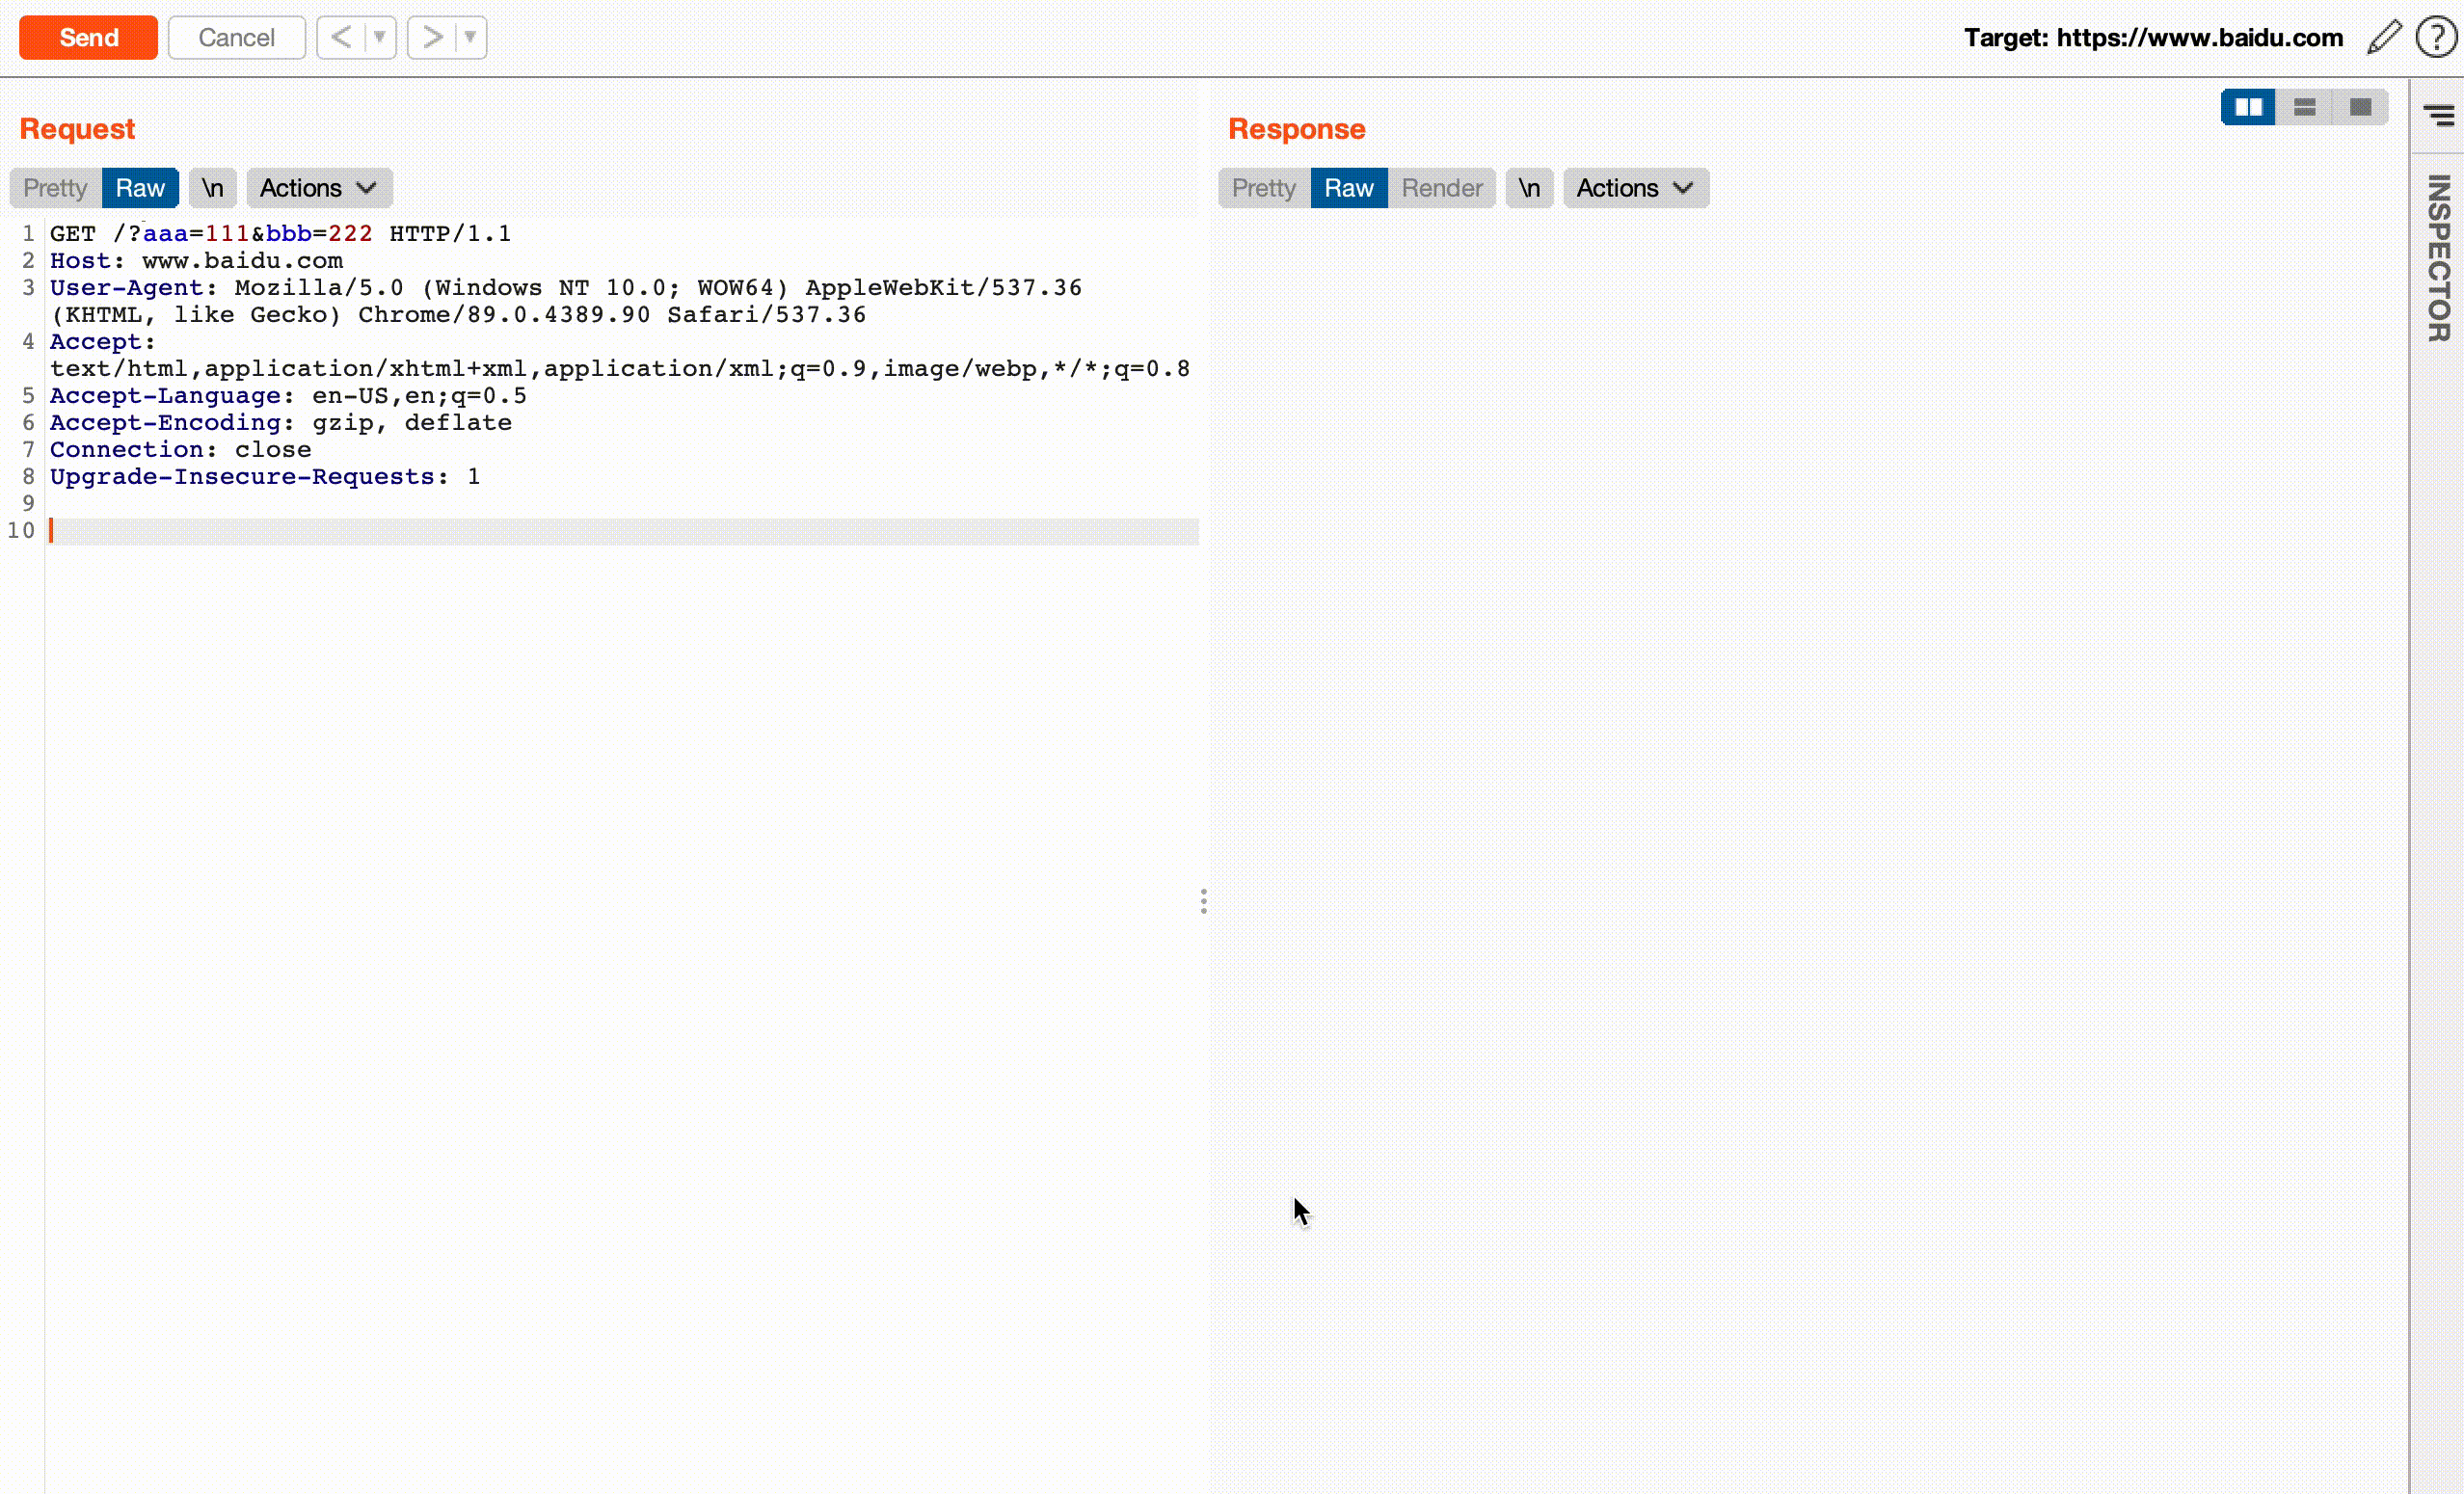 Send Cancel < ▼ > ▼ Target: https://www.baidu.com ?
Request
Pretty Raw \n Actions
1 GET /?aaa=111&bbb=222 HTTP/1.1
2 Host: www.baidu.com
3 User-Agent: Mozilla/5.0 (Windows NT 10.0; WOW64) AppleWebKit/537.36
(KHTML, like Gecko) Chrome/89.0.4389.90 Safari/537.36
4 Accept:
text/html,application/xhtml+xml,application/xml;q=0.9,image/webp,*/*;q=0.8
5 Accept-Language: en-US,en;q=0.5
6 Accept-Encoding: gzip, deflate
7 Connection: close
8 Upgrade-Insecure-Requests: 1
9
10
Response
Pretty Raw Render \n Actions
INSPECTOR